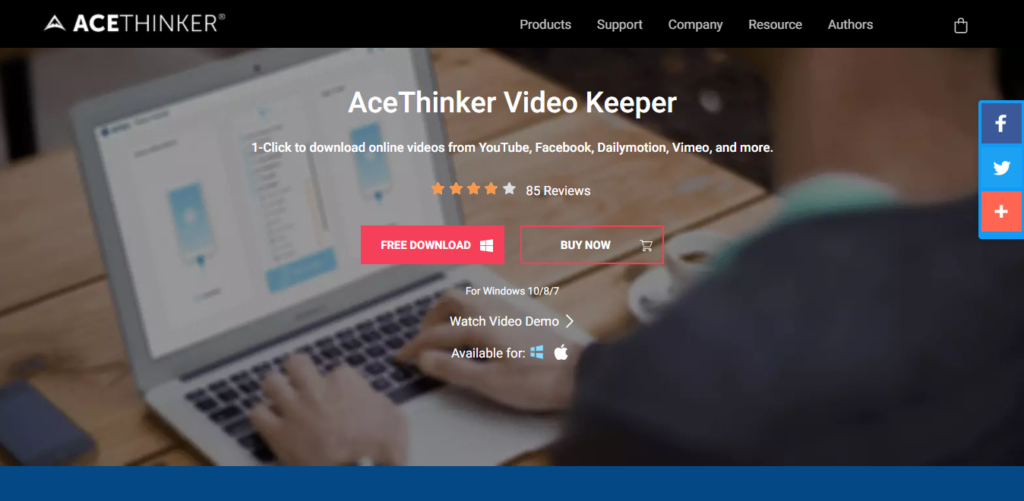 ACETHINKER®
Products Support Company Resource Authors
AceThinker Video Keeper
1-Click to download online videos from YouTube, Facebook, Dailymotion, Vimeo, and more.
85 Reviews
FREE DOWNLOAD
BUY NOW
For Windows 10/8/7
Watch Video Demo
Available for: